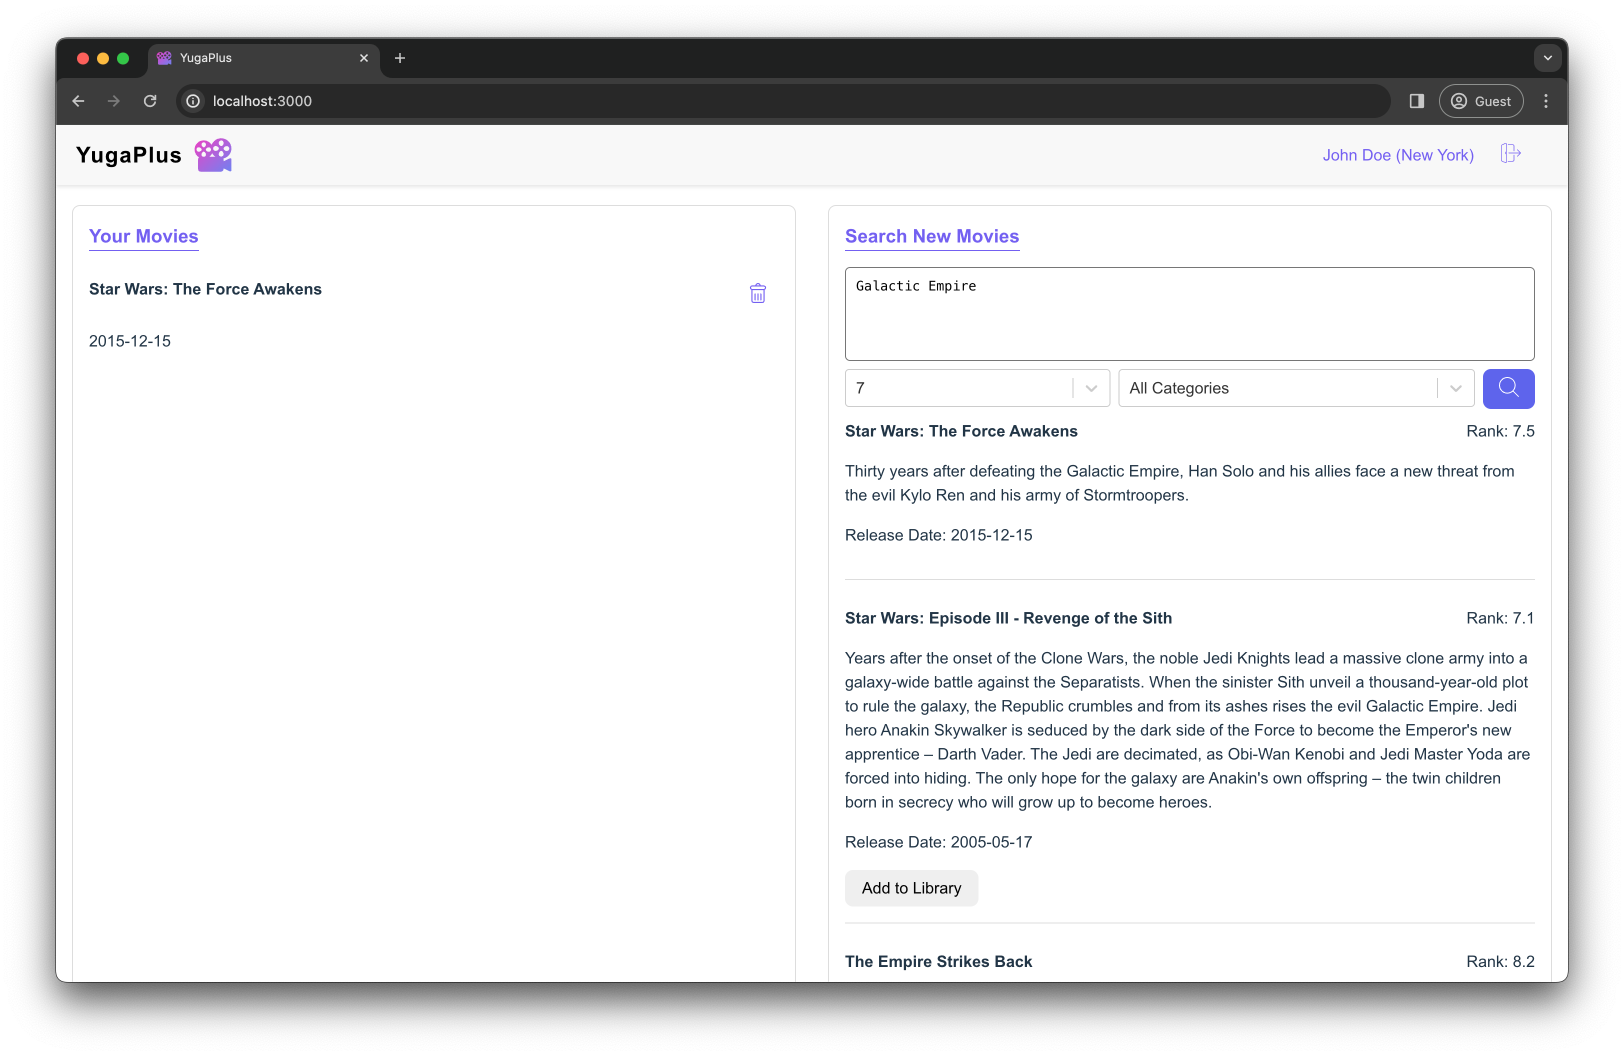 YugaPlus
localhost:3000
Guest
YugaPlus
John Doe (New York)
Your Movies
Star Wars: The Force Awakens
2015-12-15
Search New Movies
Galactic Empire
7
All Categories
Star Wars: The Force Awakens
Rank: 7.5
Thirty years after defeating the Galactic Empire, Han Solo and his allies face a new threat from
the evil Kylo Ren and his army of Stormtroopers.
Release Date: 2015-12-15
Star Wars: Episode III - Revenge of the Sith
Rank: 7.1
Years after the onset of the Clone Wars, the noble Jedi Knights lead a massive clone army into a
galaxy-wide battle against the Separatists. When the sinister Sith unveil a thousand-year-old plot
to rule the galaxy, the Republic crumbles and from its ashes rises the evil Galactic Empire. Jedi
hero Anakin Skywalker is seduced by the dark side of the Force to become the Emperor's new
apprentice – Darth Vader. The Jedi are decimated, as Obi-Wan Kenobi and Jedi Master Yoda are
forced into hiding. The only hope for the galaxy are Anakin's own offspring – the twin children
born in secrecy who will grow up to become heroes.
Release Date: 2005-05-17
Add to Library
The Empire Strikes Back
Rank: 8.2